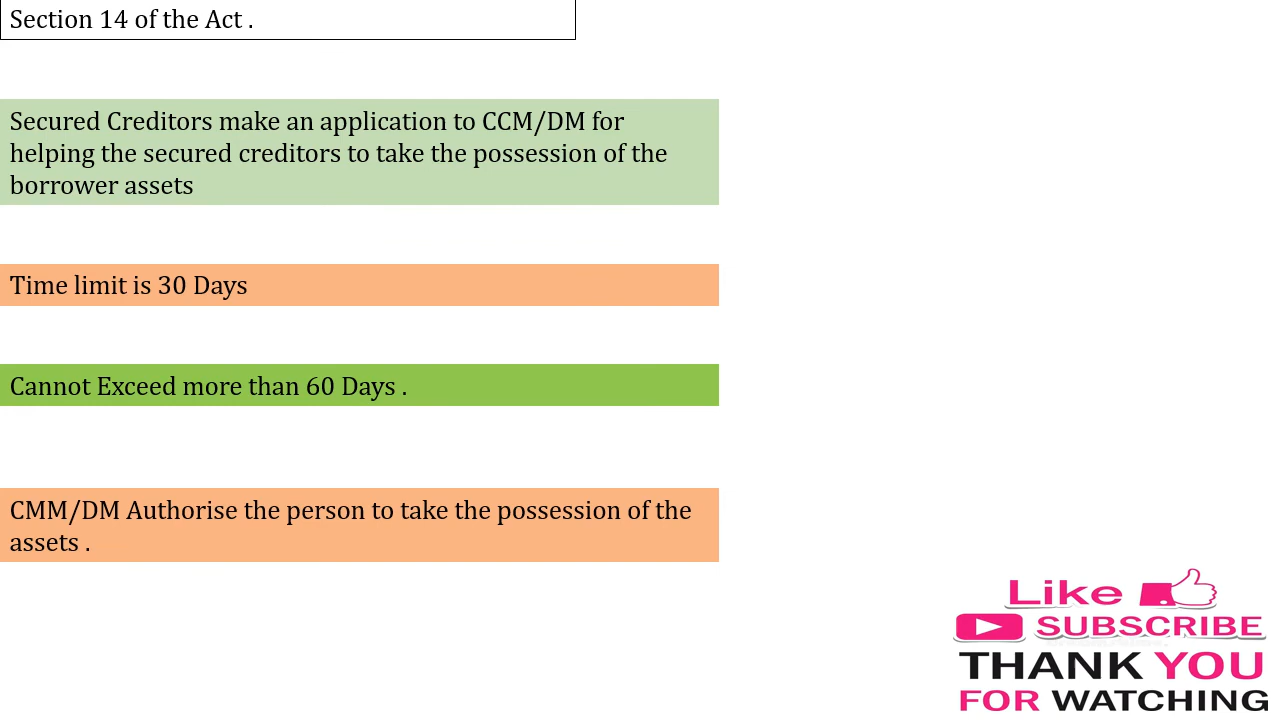 Section 14 of the Act .
Secured Creditors make an application to CCM/DM for
helping the secured creditors to take the possession of the
borrower assets
Time limit is 30 Days
Cannot Exceed more than 60 Days .
CMM/DM Authorise the person to take the possession of the
assets .
Like
SUBSCRIBE
THANK YOU
FOR WATCHING